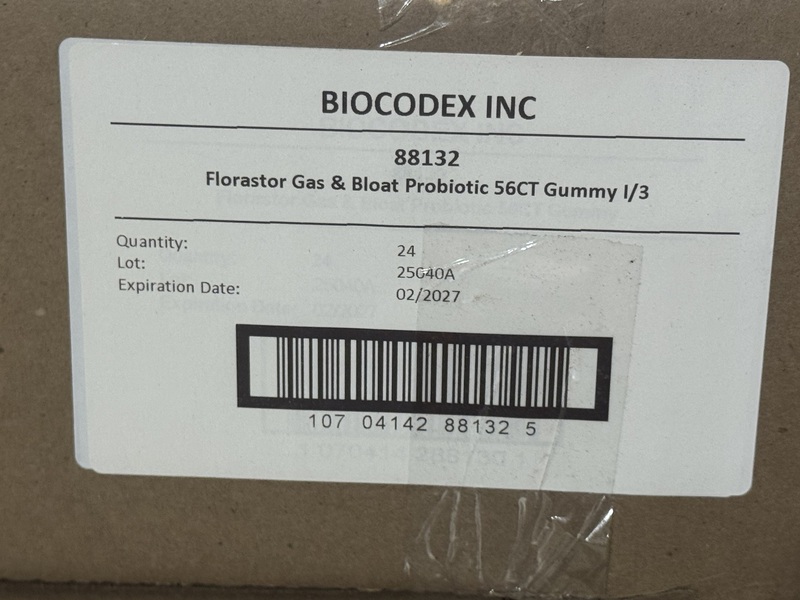 BIOCODEX INC
88132
Florastor Gas & Bloat Probiotic 56CT Gummy I/3
Quantity: 24
Lot: 25040A
Expiration Date: 02/2027
107 04142 88132 5